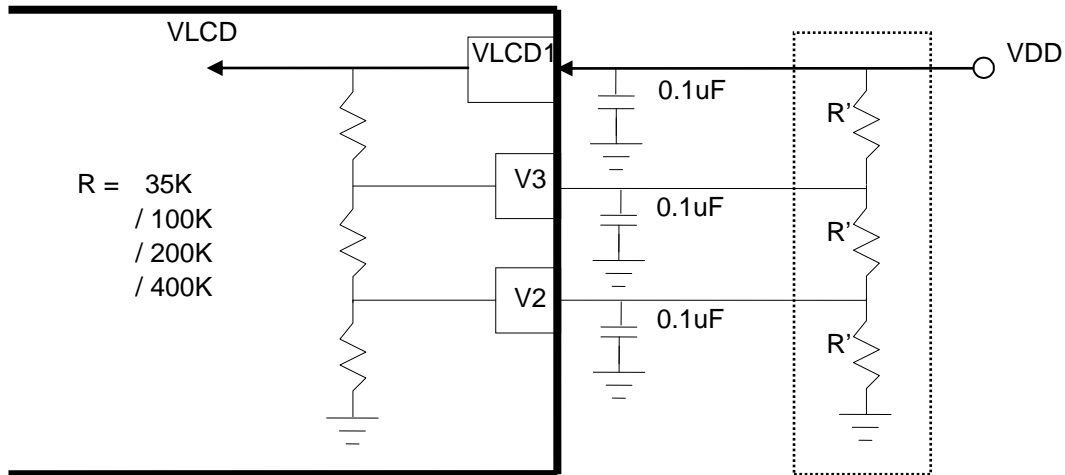 VLCD
VLCD1
VDD
0.1uF
R’
V3
R = 35K
/ 100K
/ 200K
/ 400K
0.1uF
R’
V2
0.1uF
R’